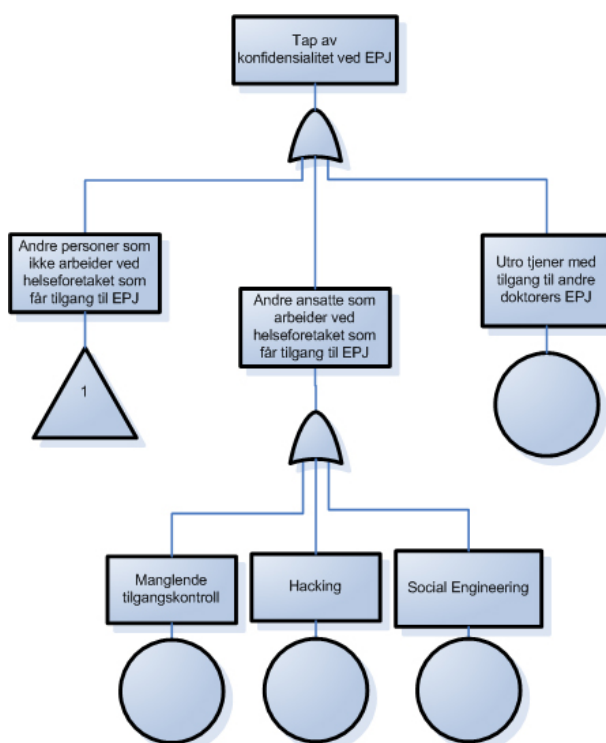 Tap av
konfidensialitet ved EPJ
Andre personer som
ikke arbeider ved
helseforetaket som
får tilgang til EPJ
1
Andre ansatte som
arbeider ved
helseforetaket som
får tilgang til EPJ
Utro tjener med
tilgang til andre
doktorers EPJ
Manglende
tilgangskontroll
Hacking
Social Engineering